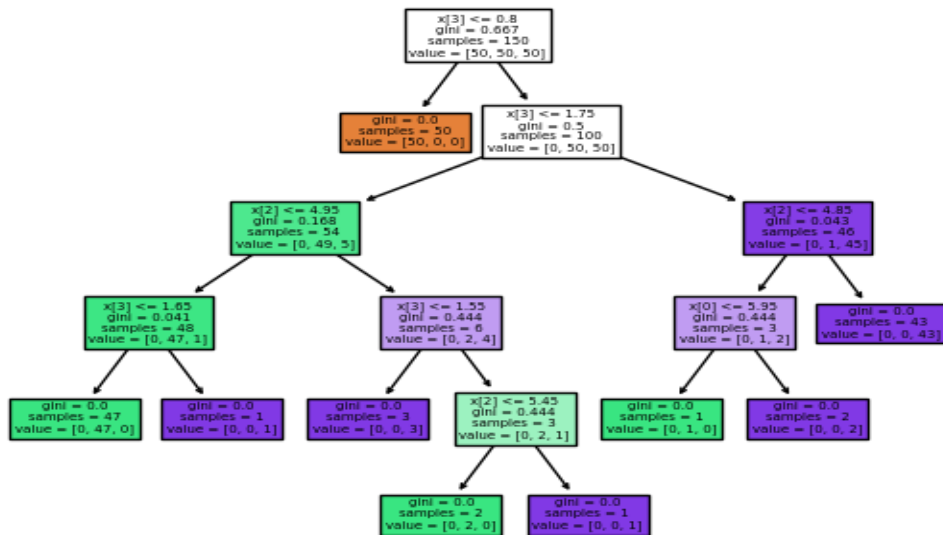 x[3] <= 0.8
gini = 0.667
samples = 150
value = [50, 50, 50]
gini = 0.0
samples = 50
value = [50, 0, 0]
x[3] <= 1.75
gini = 0.5
samples = 100
value = [0, 50, 50]
x[2] <= 4.95
gini = 0.168
samples = 54
value = [0, 49, 5]
x[2] <= 4.85
gini = 0.043
samples = 46
value = [0, 1, 45]
x[3] <= 1.65
gini = 0.041
samples = 48
value = [0, 47, 1]
x[3] <= 1.55
gini = 0.444
samples = 6
value = [0, 2, 4]
x[0] <= 5.95
gini = 0.444
samples = 3
value = [0, 1, 2]
gini = 0.0
samples = 43
value = [0, 0, 43]
gini = 0.0
samples = 47
value = [0, 47, 0]
gini = 0.0
samples = 1
value = [0, 0, 1]
gini = 0.0
samples = 3
value = [0, 0, 3]
x[2] <= 5.45
gini = 0.444
samples = 3
value = [0, 2, 1]
gini = 0.0
samples = 1
value = [0, 1, 0]
gini = 0.0
samples = 2
value = [0, 0, 2]
gini = 0.0
samples = 2
value = [0, 2, 0]
gini = 0.0
samples = 1
value = [0, 0, 1]